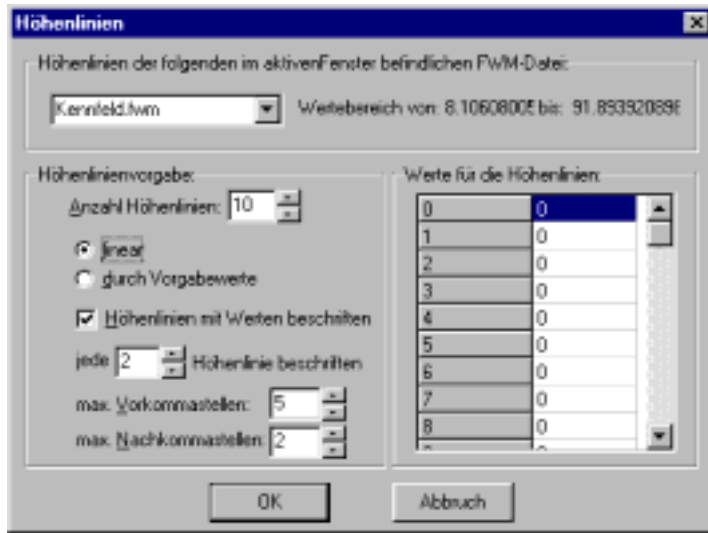 Höhenlinien
Höhenlinien der folgenden im aktivenFenster befindlichen FWM-Datei:
Kennfeld.fwm
Wertebereich von: 8.10608005 bis: 91.893920898
Höhenlinienvorgabe:
Anzahl Höhenlinien: 10
linear
durch Vorgabewerte
Höhenlinien mit Werten beschriften
jede 2 Höhenlinie beschriften
max. Vorkommastellen: 5
max. Nachkommastellen: 2
Werte für die Höhenlinien:
0 0
1 0
2 0
3 0
4 0
5 0
6 0
7 0
8 0
OK
Abbruch